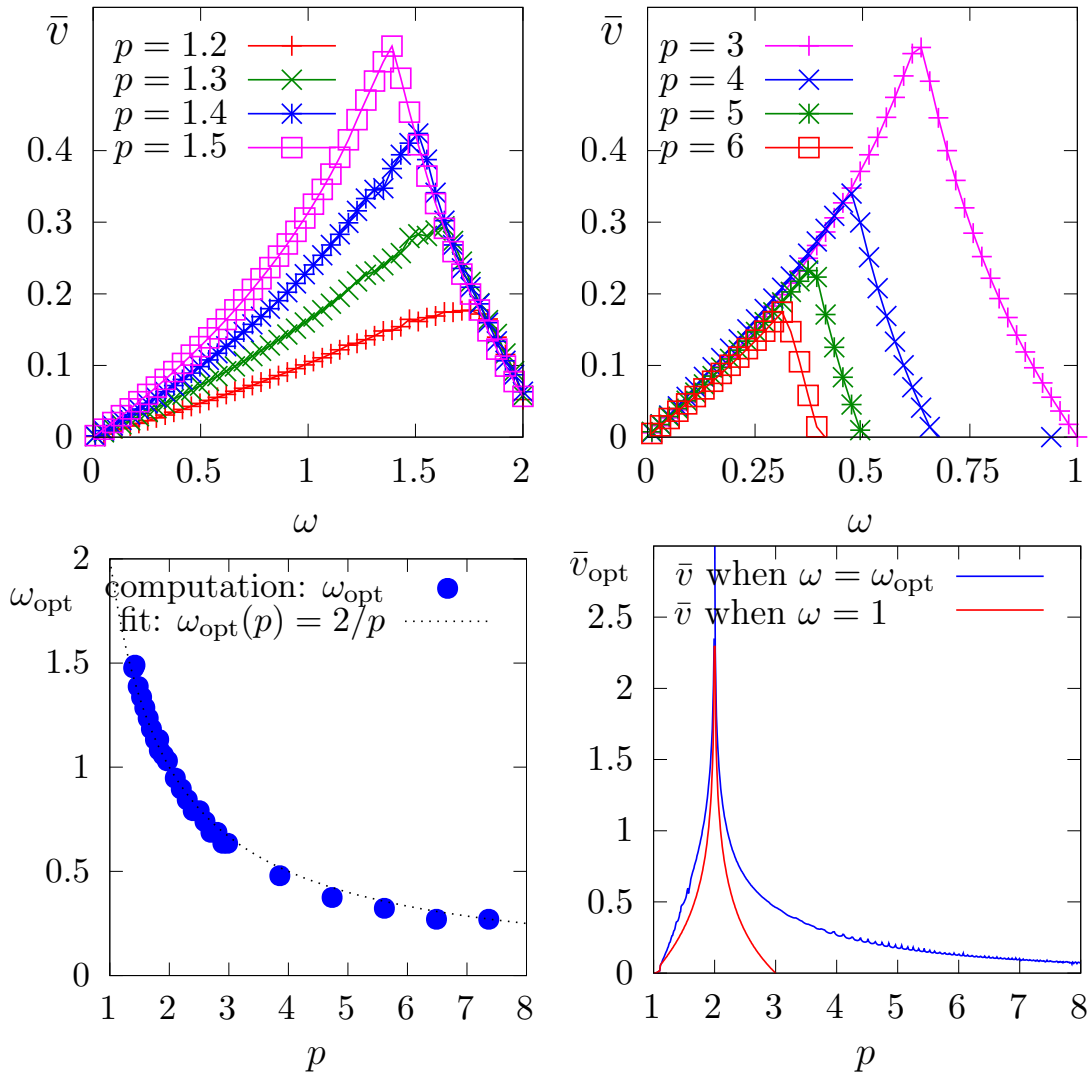 v̄
p = 1.2
p = 1.3
p = 1.4
p = 1.5
0.4
0.3
0.2
0.1
0
0 0.5 1 1.5 2
ω
v̄
p = 3
p = 4
p = 5
p = 6
0.4
0.3
0.2
0.1
0
0 0.25 0.5 0.75 1
ω
2
ω_opt
computation: ω_opt
fit: ω_opt(p) = 2/p
1.5
1
0.5
0
1 2 3 4 5 6 7 8
p
v̄_opt
v̄ when ω = ω_opt
v̄ when ω = 1
2.5
2
1.5
1
0.5
0
1 2 3 4 5 6 7 8
p